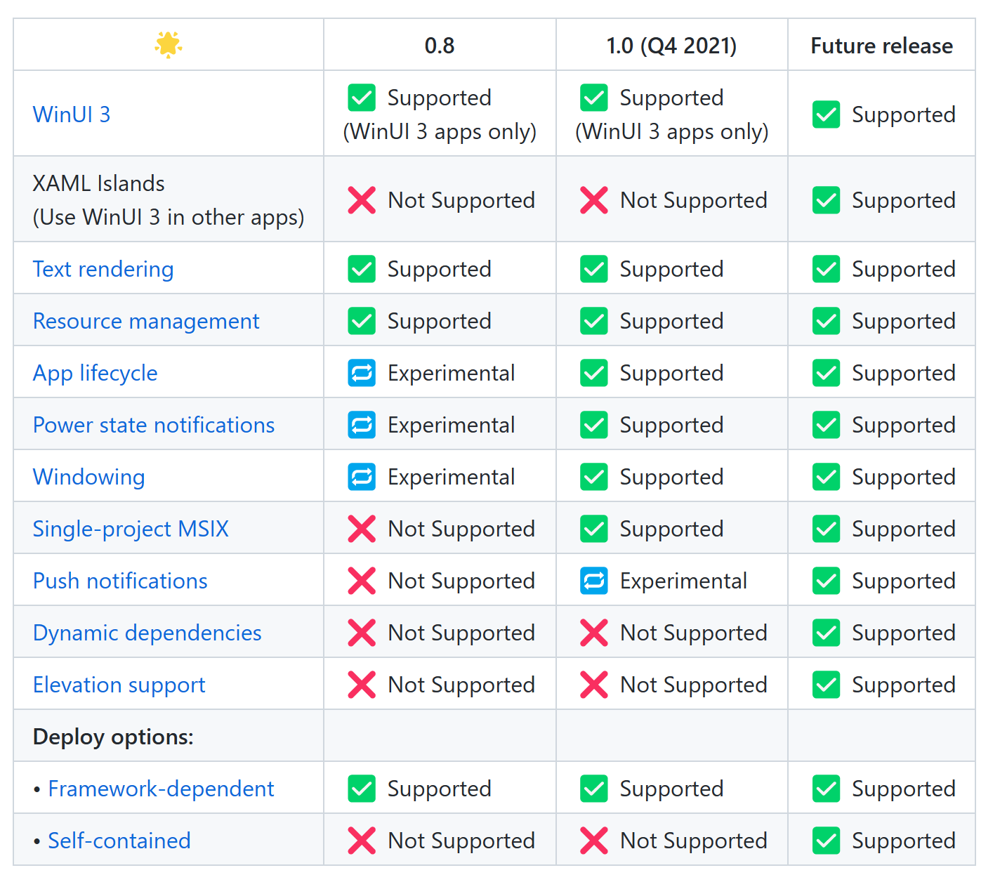 0.8 1.0 (Q4 2021) Future release
WinUI 3 Supported (WinUI 3 apps only) Supported (WinUI 3 apps only) Supported
XAML Islands
(Use WinUI 3 in other apps) Not Supported Not Supported Supported
Text rendering Supported Supported Supported
Resource management Supported Supported Supported
App lifecycle Experimental Supported Supported
Power state notifications Experimental Supported Supported
Windowing Experimental Supported Supported
Single-project MSIX Not Supported Supported Supported
Push notifications Not Supported Experimental Supported
Dynamic dependencies Not Supported Not Supported Supported
Elevation support Not Supported Not Supported Supported
Deploy options:
• Framework-dependent Supported Supported Supported
• Self-contained Not Supported Not Supported Supported